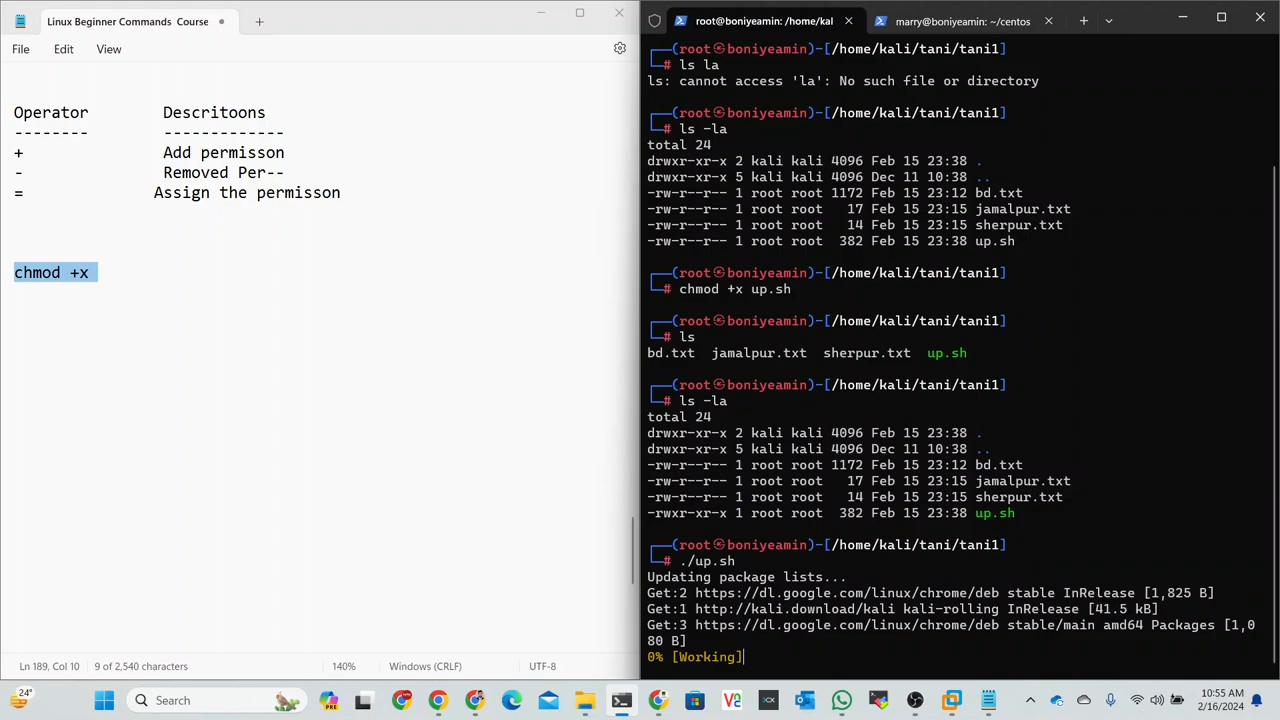 Linux Beginner Commands Course
File Edit View
Operator Descritoons
-------- -------------
+ Add permisson
- Removed Per--
= Assign the permisson
chmod +x
Ln 189, Col 10 9 of 2,540 characters 140% Windows (CRLF) UTF-8
root@boniyeamin: /home/kal marry@boniyeamin: ~/centos
┌──(root㉿boniyeamin)-[/home/kali/tani/tani1]
└─# ls la
ls: cannot access 'la': No such file or directory
┌──(root㉿boniyeamin)-[/home/kali/tani/tani1]
└─# ls -la
total 24
drwxr-xr-x 2 kali kali 4096 Feb 15 23:38 .
drwxr-xr-x 5 kali kali 4096 Dec 11 10:38 ..
-rw-r--r-- 1 root root 1172 Feb 15 23:12 bd.txt
-rw-r--r-- 1 root root 17 Feb 15 23:15 jamalpur.txt
-rw-r--r-- 1 root root 14 Feb 15 23:15 sherpur.txt
-rw-r--r-- 1 root root 382 Feb 15 23:38 up.sh
┌──(root㉿boniyeamin)-[/home/kali/tani/tani1]
└─# chmod +x up.sh
┌──(root㉿boniyeamin)-[/home/kali/tani/tani1]
└─# ls
bd.txt jamalpur.txt sherpur.txt up.sh
┌──(root㉿boniyeamin)-[/home/kali/tani/tani1]
└─# ls -la
total 24
drwxr-xr-x 2 kali kali 4096 Feb 15 23:38 .
drwxr-xr-x 5 kali kali 4096 Dec 11 10:38 ..
-rw-r--r-- 1 root root 1172 Feb 15 23:12 bd.txt
-rw-r--r-- 1 root root 17 Feb 15 23:15 jamalpur.txt
-rw-r--r-- 1 root root 14 Feb 15 23:15 sherpur.txt
-rwxr-xr-x 1 root root 382 Feb 15 23:38 up.sh
┌──(root㉿boniyeamin)-[/home/kali/tani/tani1]
└─# ./up.sh
Updating package lists...
Get:2 https://dl.google.com/linux/chrome/deb stable InRelease [1,825 B]
Get:1 http://kali.download/kali kali-rolling InRelease [41.5 kB]
Get:3 https://dl.google.com/linux/chrome/deb stable/main amd64 Packages [1,0
80 B]
0% [Working]
24° Search 10:55 AM
2/16/2024